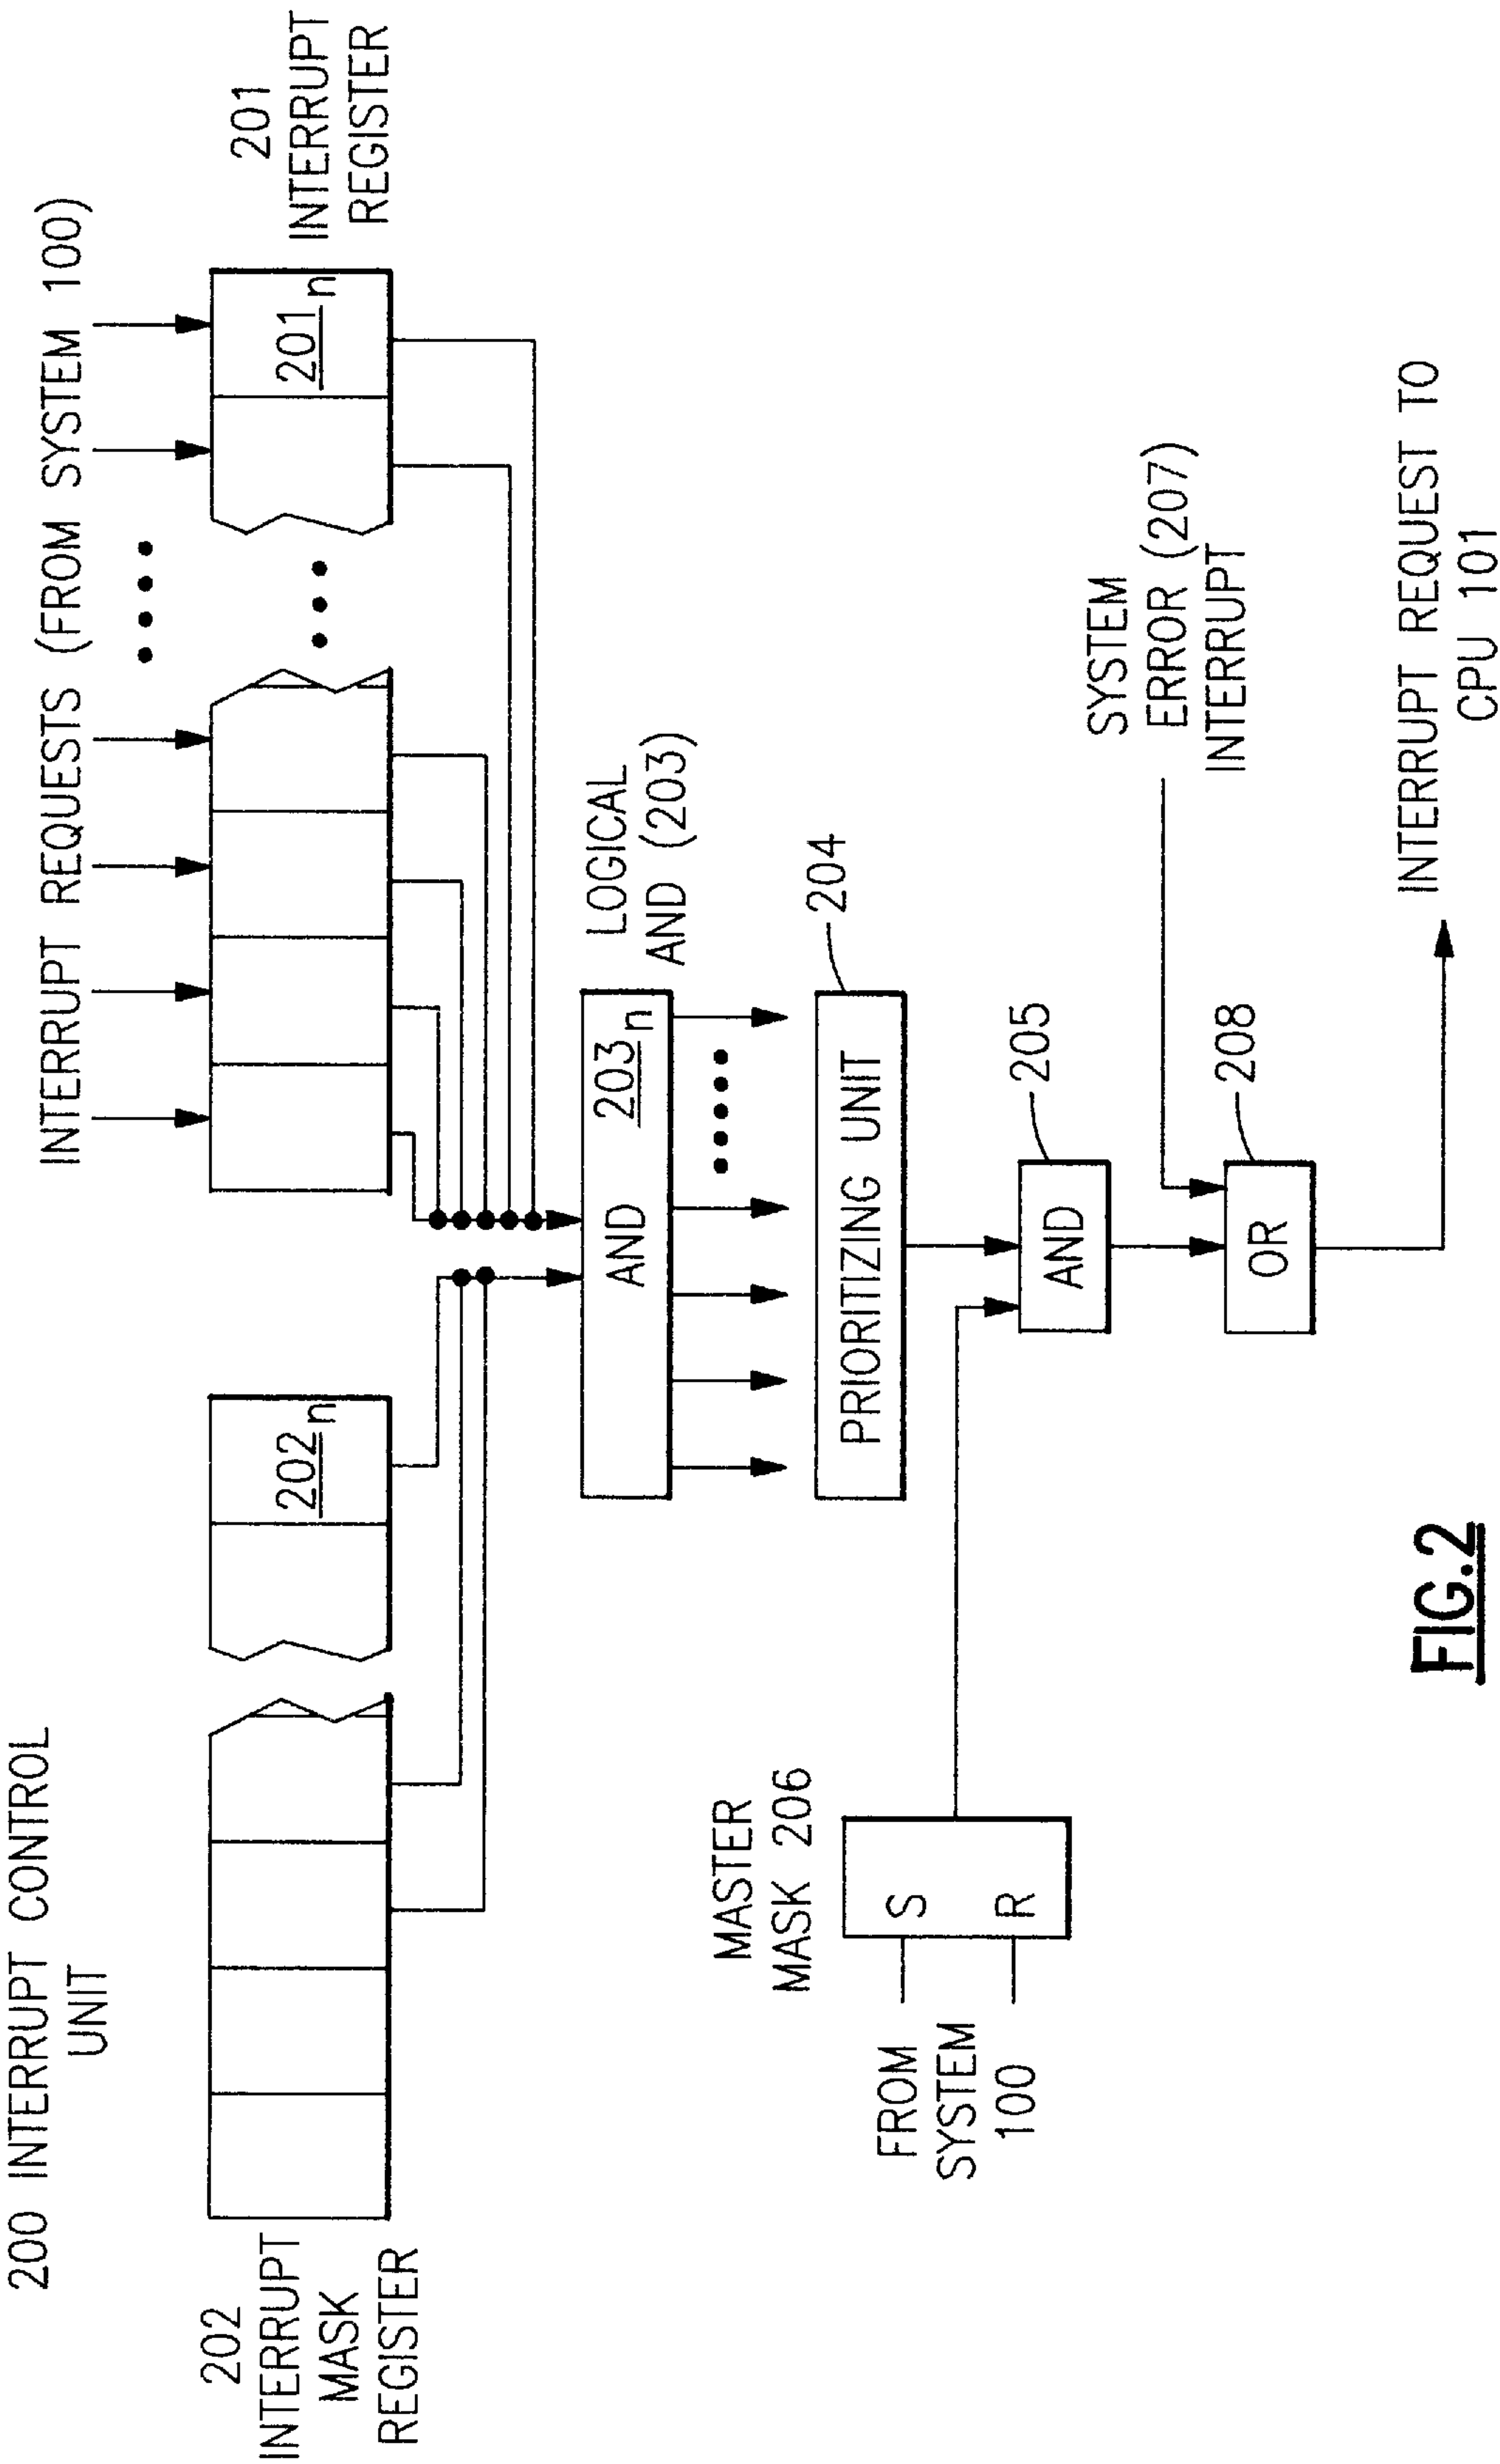 200 INTERRUPT CONTROL
UNIT
INTERRUPT REQUESTS (FROM SYSTEM 100)
202
INTERRUPT
MASK
REGISTER
202n
201n
201
INTERRUPT
REGISTER
LOGICAL
AND (203)
AND
203n
204
PRIORITIZING UNIT
MASTER
MASK 206
FROM
SYSTEM
100
S
R
AND
205
SYSTEM
ERROR (207)
INTERRUPT
OR
208
INTERRUPT REQUEST TO
CPU 101
FIG.2